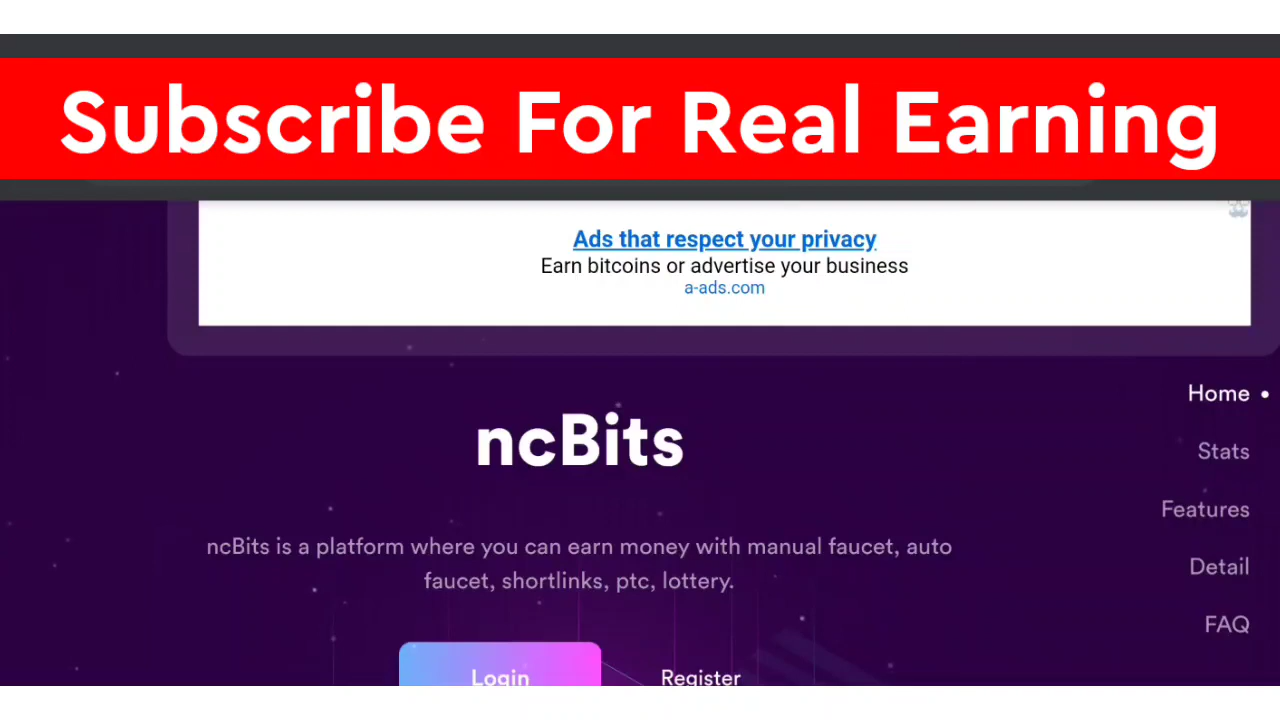 Subscribe For Real Earning
Ads that respect your privacy
Earn bitcoins or advertise your business
a-ads.com
Home
Stats
Features
Detail
FAQ
ncBits
ncBits is a platform where you can earn money with manual faucet, auto
faucet, shortlinks, ptc, lottery.
Login
Register